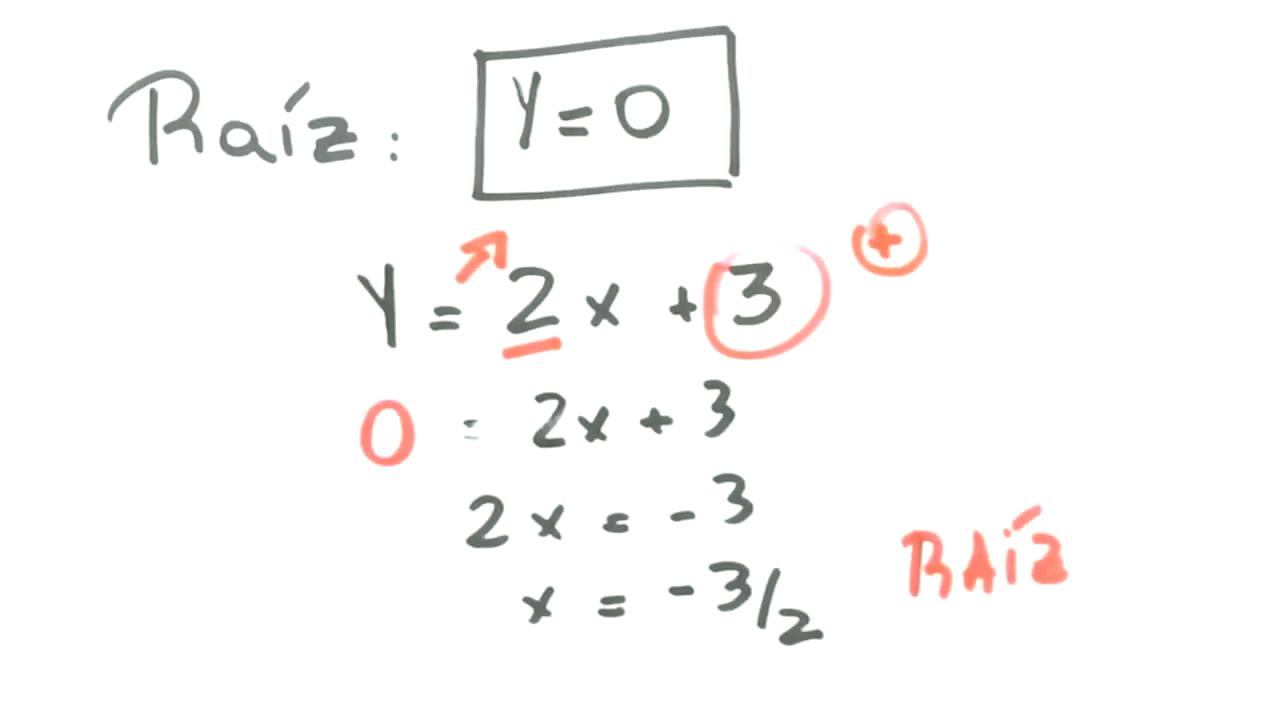 Raíz: Y = 0
+
Y = 2x + 3
0 = 2x + 3
2x = - 3
x = - 3/2
RAÍZ